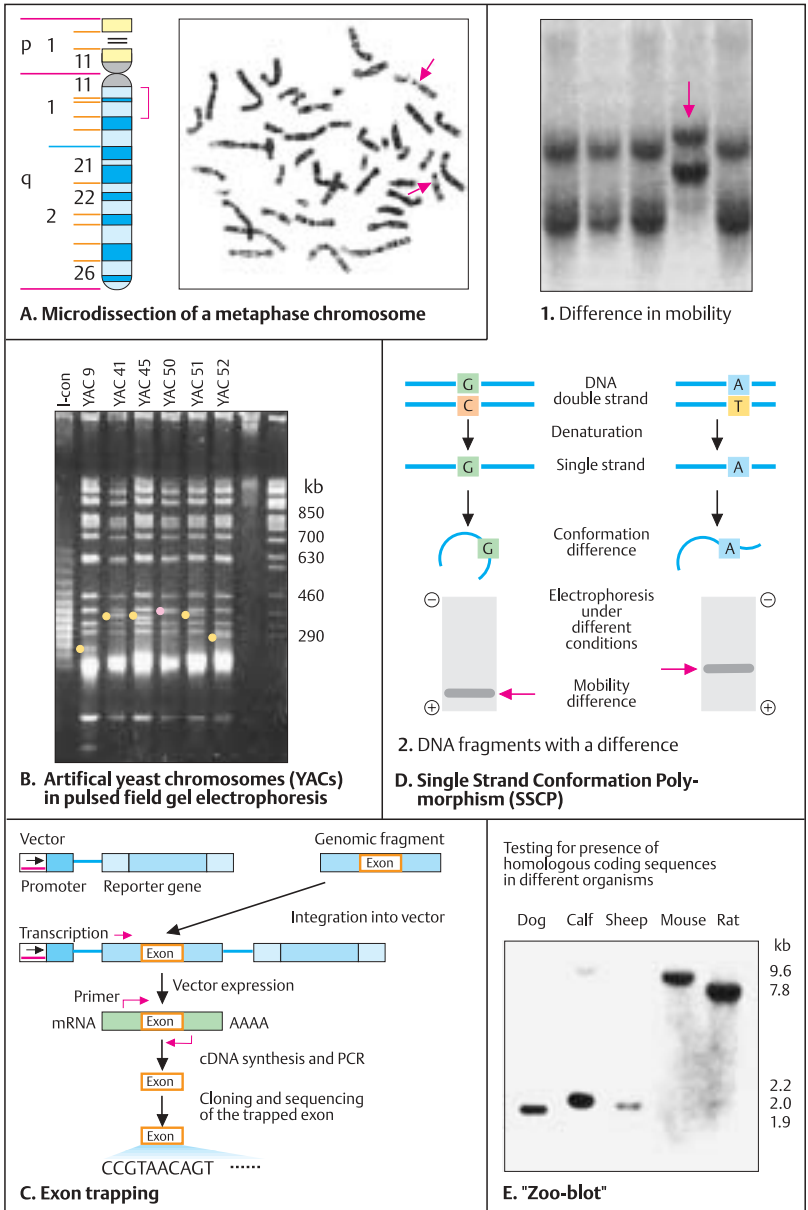 p
1
11
11
1
q
21
22
2
26
A. Microdissection of a metaphase chromosome
1. Difference in mobility
I-con
YAC 9
YAC 41
YAC 45
YAC 50
YAC 51
YAC 52
kb
850
700
630
460
290
B. Artifical yeast chromosomes (YACs)
in pulsed field gel electrophoresis
G
C
DNA
double strand
A
T
Denaturation
G
Single strand
A
G
Conformation
difference
A
−
Electrophoresis
under
different
conditions
−
+
Mobility
difference
+
2. DNA fragments with a difference
D. Single Strand Conformation Poly-
morphism (SSCP)
Vector
Promoter
Reporter gene
Genomic fragment
Exon
Integration into vector
Transcription
Exon
Vector expression
Primer
mRNA
Exon
AAAA
cDNA synthesis and PCR
Exon
Cloning and sequencing
of the trapped exon
Exon
CCGTAACAGT ······
C. Exon trapping
Testing for presence of
homologous coding sequences
in different organisms
Dog Calf Sheep Mouse Rat
kb
9.6
7.8
2.2
2.0
1.9
E. "Zoo-blot"